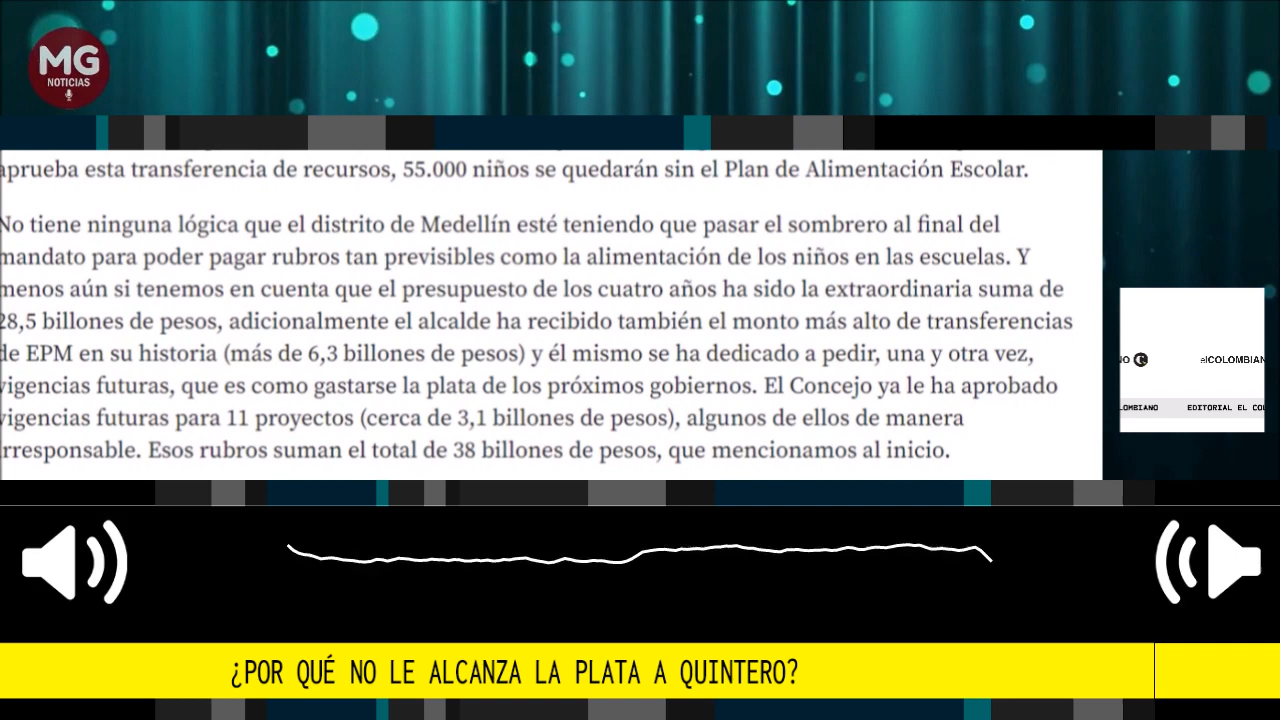 MG
NOTICIAS
aprueba esta transferencia de recursos, 55.000 niños se quedarán sin el Plan de Alimentación Escolar.
No tiene ninguna lógica que el distrito de Medellín esté teniendo que pasar el sombrero al final del
mandato para poder pagar rubros tan previsibles como la alimentación de los niños en las escuelas. Y
menos aún si tenemos en cuenta que el presupuesto de los cuatro años ha sido la extraordinaria suma de
28,5 billones de pesos, adicionalmente el alcalde ha recibido también el monto más alto de transferencias
de EPM en su historia (más de 6,3 billones de pesos) y él mismo se ha dedicado a pedir, una y otra vez,
vigencias futuras, que es como gastarse la plata de los próximos gobiernos. El Concejo ya le ha aprobado
vigencias futuras para 11 proyectos (cerca de 3,1 billones de pesos), algunos de ellos de manera
irresponsable. Esos rubros suman el total de 38 billones de pesos, que mencionamos al inicio.
NO elCOLOMBIAN
LOMBIANO EDITORIAL EL COL
¿POR QUÉ NO LE ALCANZA LA PLATA A QUINTERO?